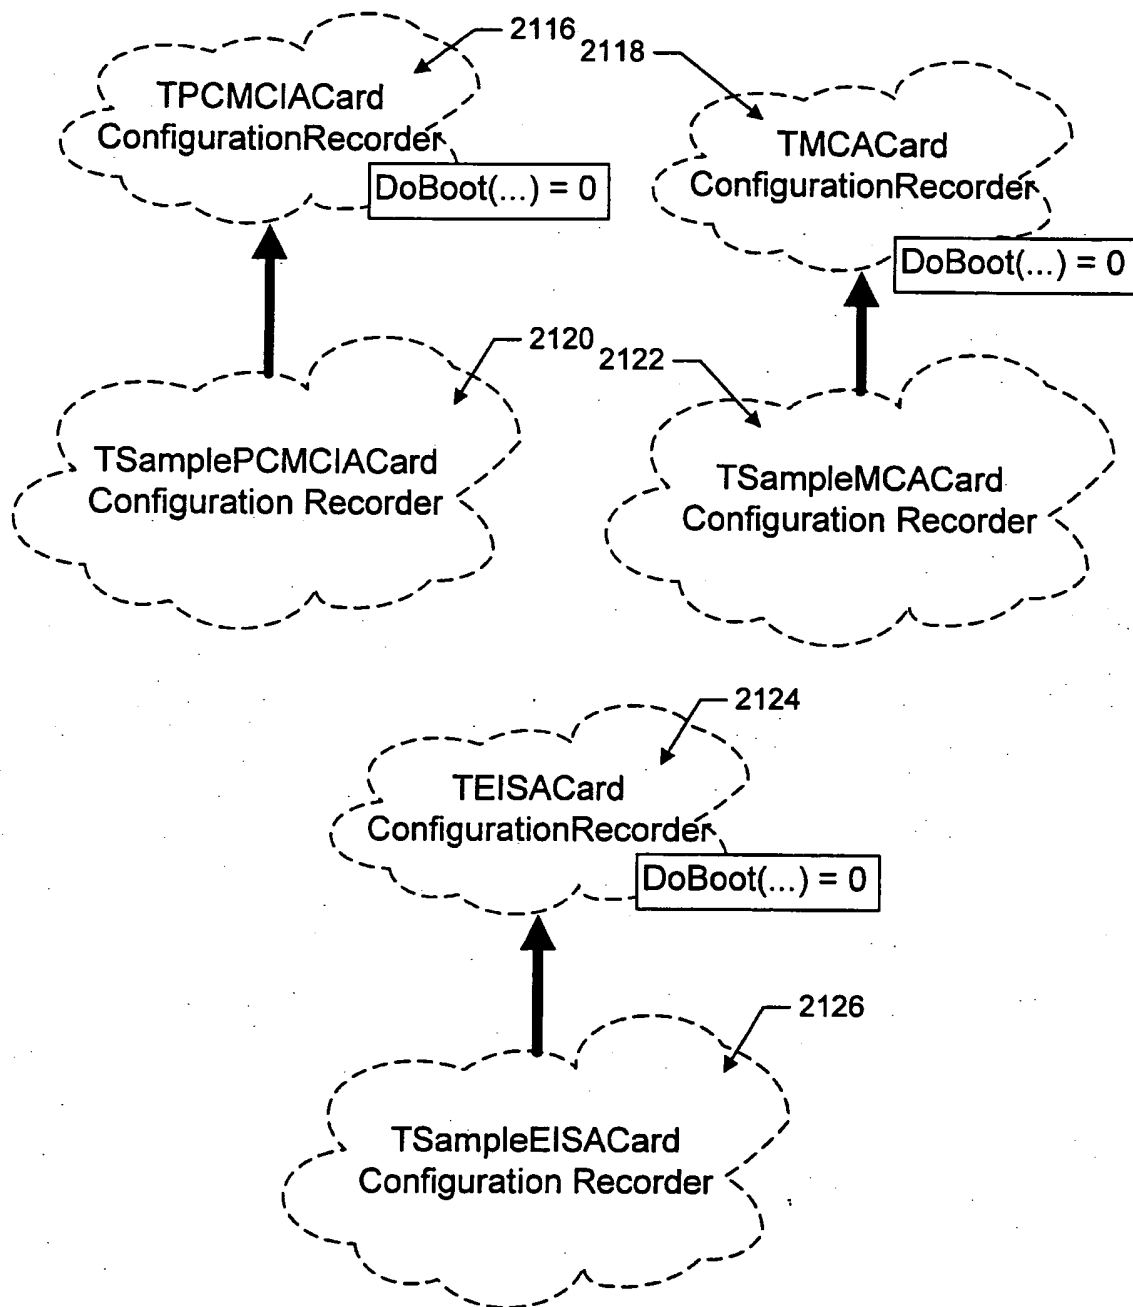 2116
2118
TPCMCIACard
ConfigurationRecorder
DoBoot(...) = 0
TMCACard
ConfigurationRecorder
DoBoot(...) = 0
2120
2122
TSamplePCMCIACard
Configuration Recorder
TSampleMCACard
Configuration Recorder
2124
TEISACard
ConfigurationRecorder
DoBoot(...) = 0
2126
TSampleEISACard
Configuration Recorder